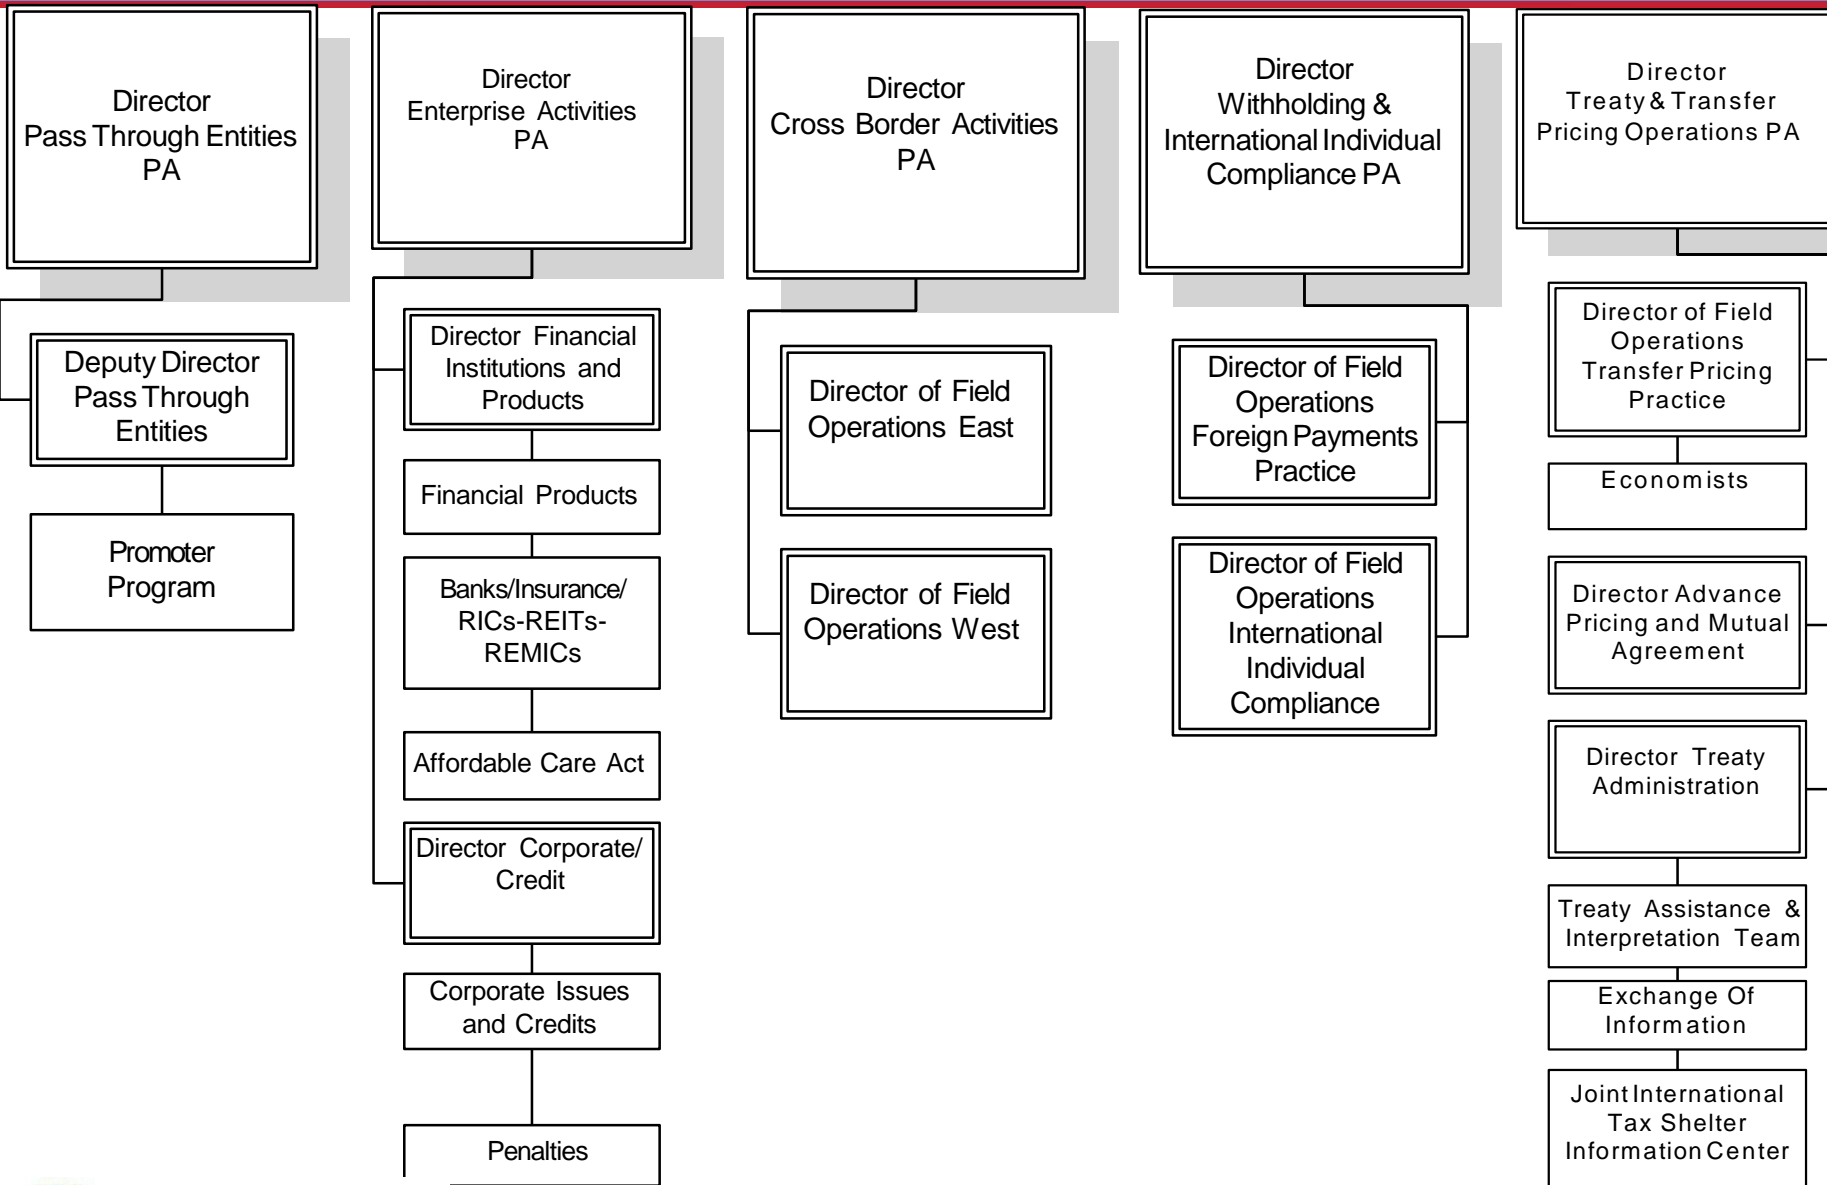 Director
Pass Through Entities
PA
Deputy Director
Pass Through
Entities
Promoter
Program
Director
Enterprise Activities
PA
Director Financial
Institutions and
Products
Financial Products
Banks/Insurance/
RICs-REITs-
REMICs
Affordable Care Act
Director Corporate/
Credit
Corporate Issues
and Credits
Penalties
Director
Cross Border Activities
PA
Director of Field
Operations East
Director of Field
Operations West
Director
Withholding &
International Individual
Compliance PA
Director of Field
Operations
Foreign Payments
Practice
Director of Field
Operations
International
Individual
Compliance
Director
Treaty & Transfer
Pricing Operations PA
Director of Field
Operations
Transfer Pricing
Practice
Economists
Director Advance
Pricing and Mutual
Agreement
Director Treaty
Administration
Treaty Assistance &
Interpretation Team
Exchange Of
Information
Joint International
Tax Shelter
Information Center